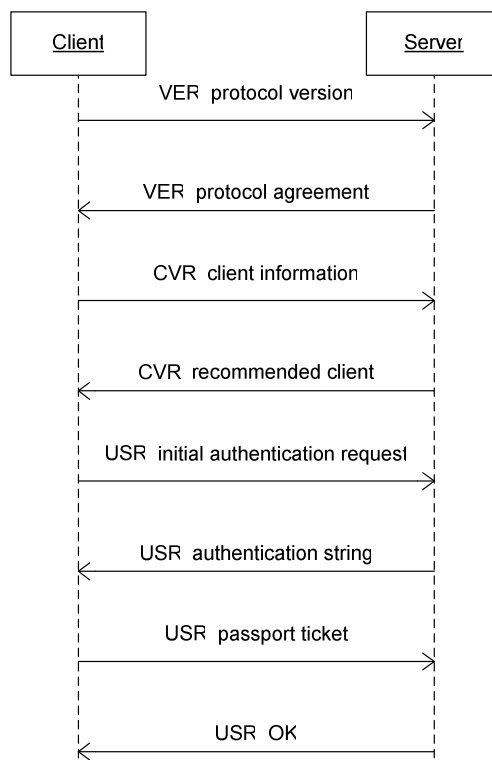 Client
Server
VER protocol version
VER protocol agreement
CVR client information
CVR recommended client
USR initial authentication request
USR authentication string
USR passport ticket
USR OK